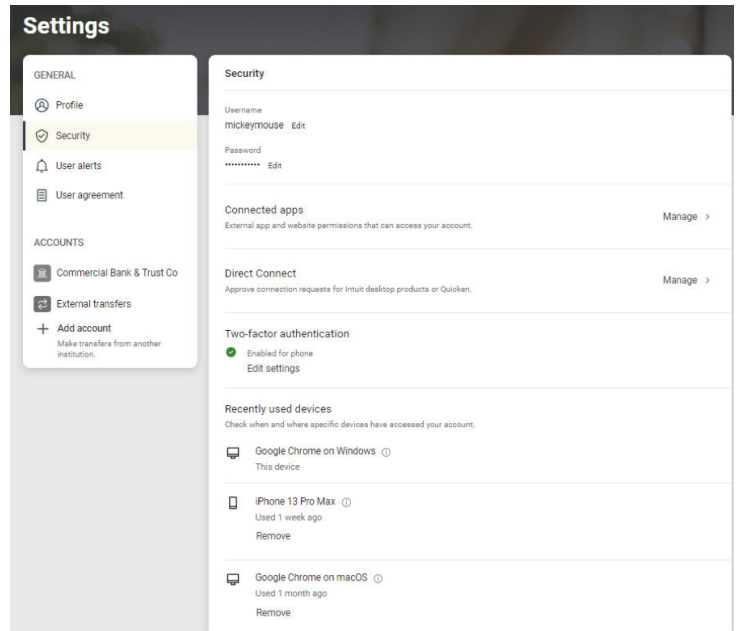 Settings
GENERAL
Profile
Security
User alerts
User agreement
ACCOUNTS
Commercial Bank & Trust Co
External transfers
Add account
Make transfers from another
institution.
Security
Username
mickeymouse Edit
Password
••••••••••• Edit
Connected apps
External app and website permissions that can access your account.
Manage >
Direct Connect
Approve connection requests for Intuit desktop products or Quicken.
Manage >
Two-factor authentication
Enabled for phone
Edit settings
Recently used devices
Check when and where specific devices have accessed your account.
Google Chrome on Windows
This device
iPhone 13 Pro Max
Used 1 week ago
Remove
Google Chrome on macOS
Used 1 month ago
Remove